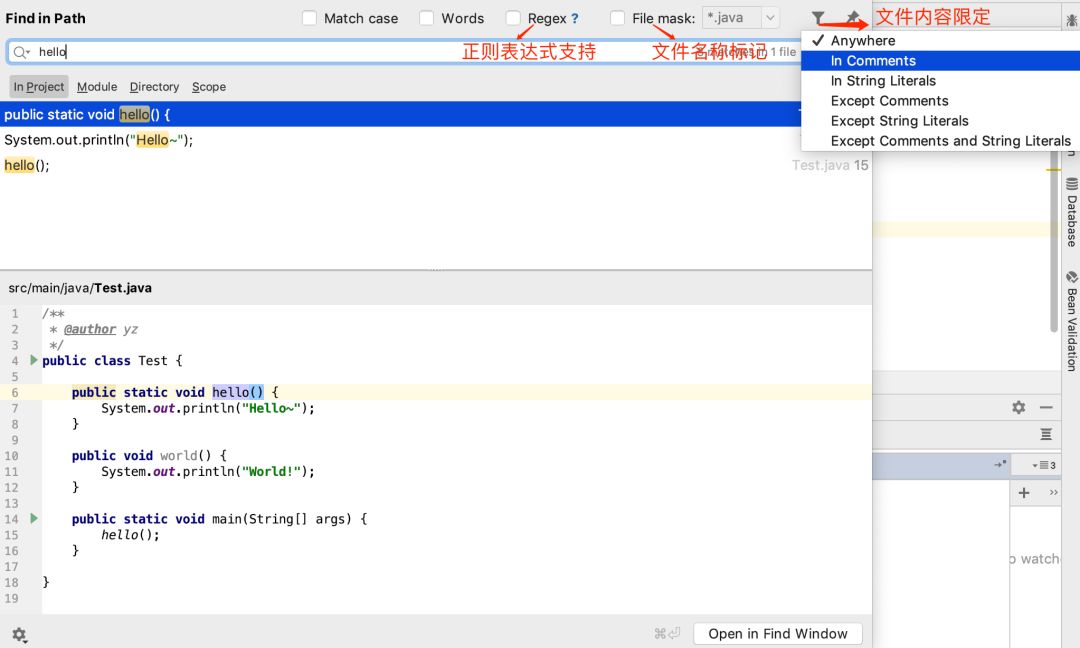 Find in Path
Match case
Words
Regex ?
File mask:
*.java
文件内容限定
hello
正则表达式支持
文件名称标记
1 file
In Project
Module
Directory
Scope
✓ Anywhere
In Comments
In String Literals
Except Comments
Except String Literals
Except Comments and String Literals
public static void hello() {
System.out.println("Hello~");
hello();
Test.java 15
Database
Bean Validation
src/main/java/Test.java
1 /**
2 * @author yz
3 */
4 public class Test {
5
6 public static void hello() {
7 System.out.println("Hello~");
8 }
9
10 public void world() {
11 System.out.println("World!");
12 }
13
14 public static void main(String[] args) {
15 hello();
16 }
17
18 }
19
3
+ »
watch
⌘⏎
Open in Find Window